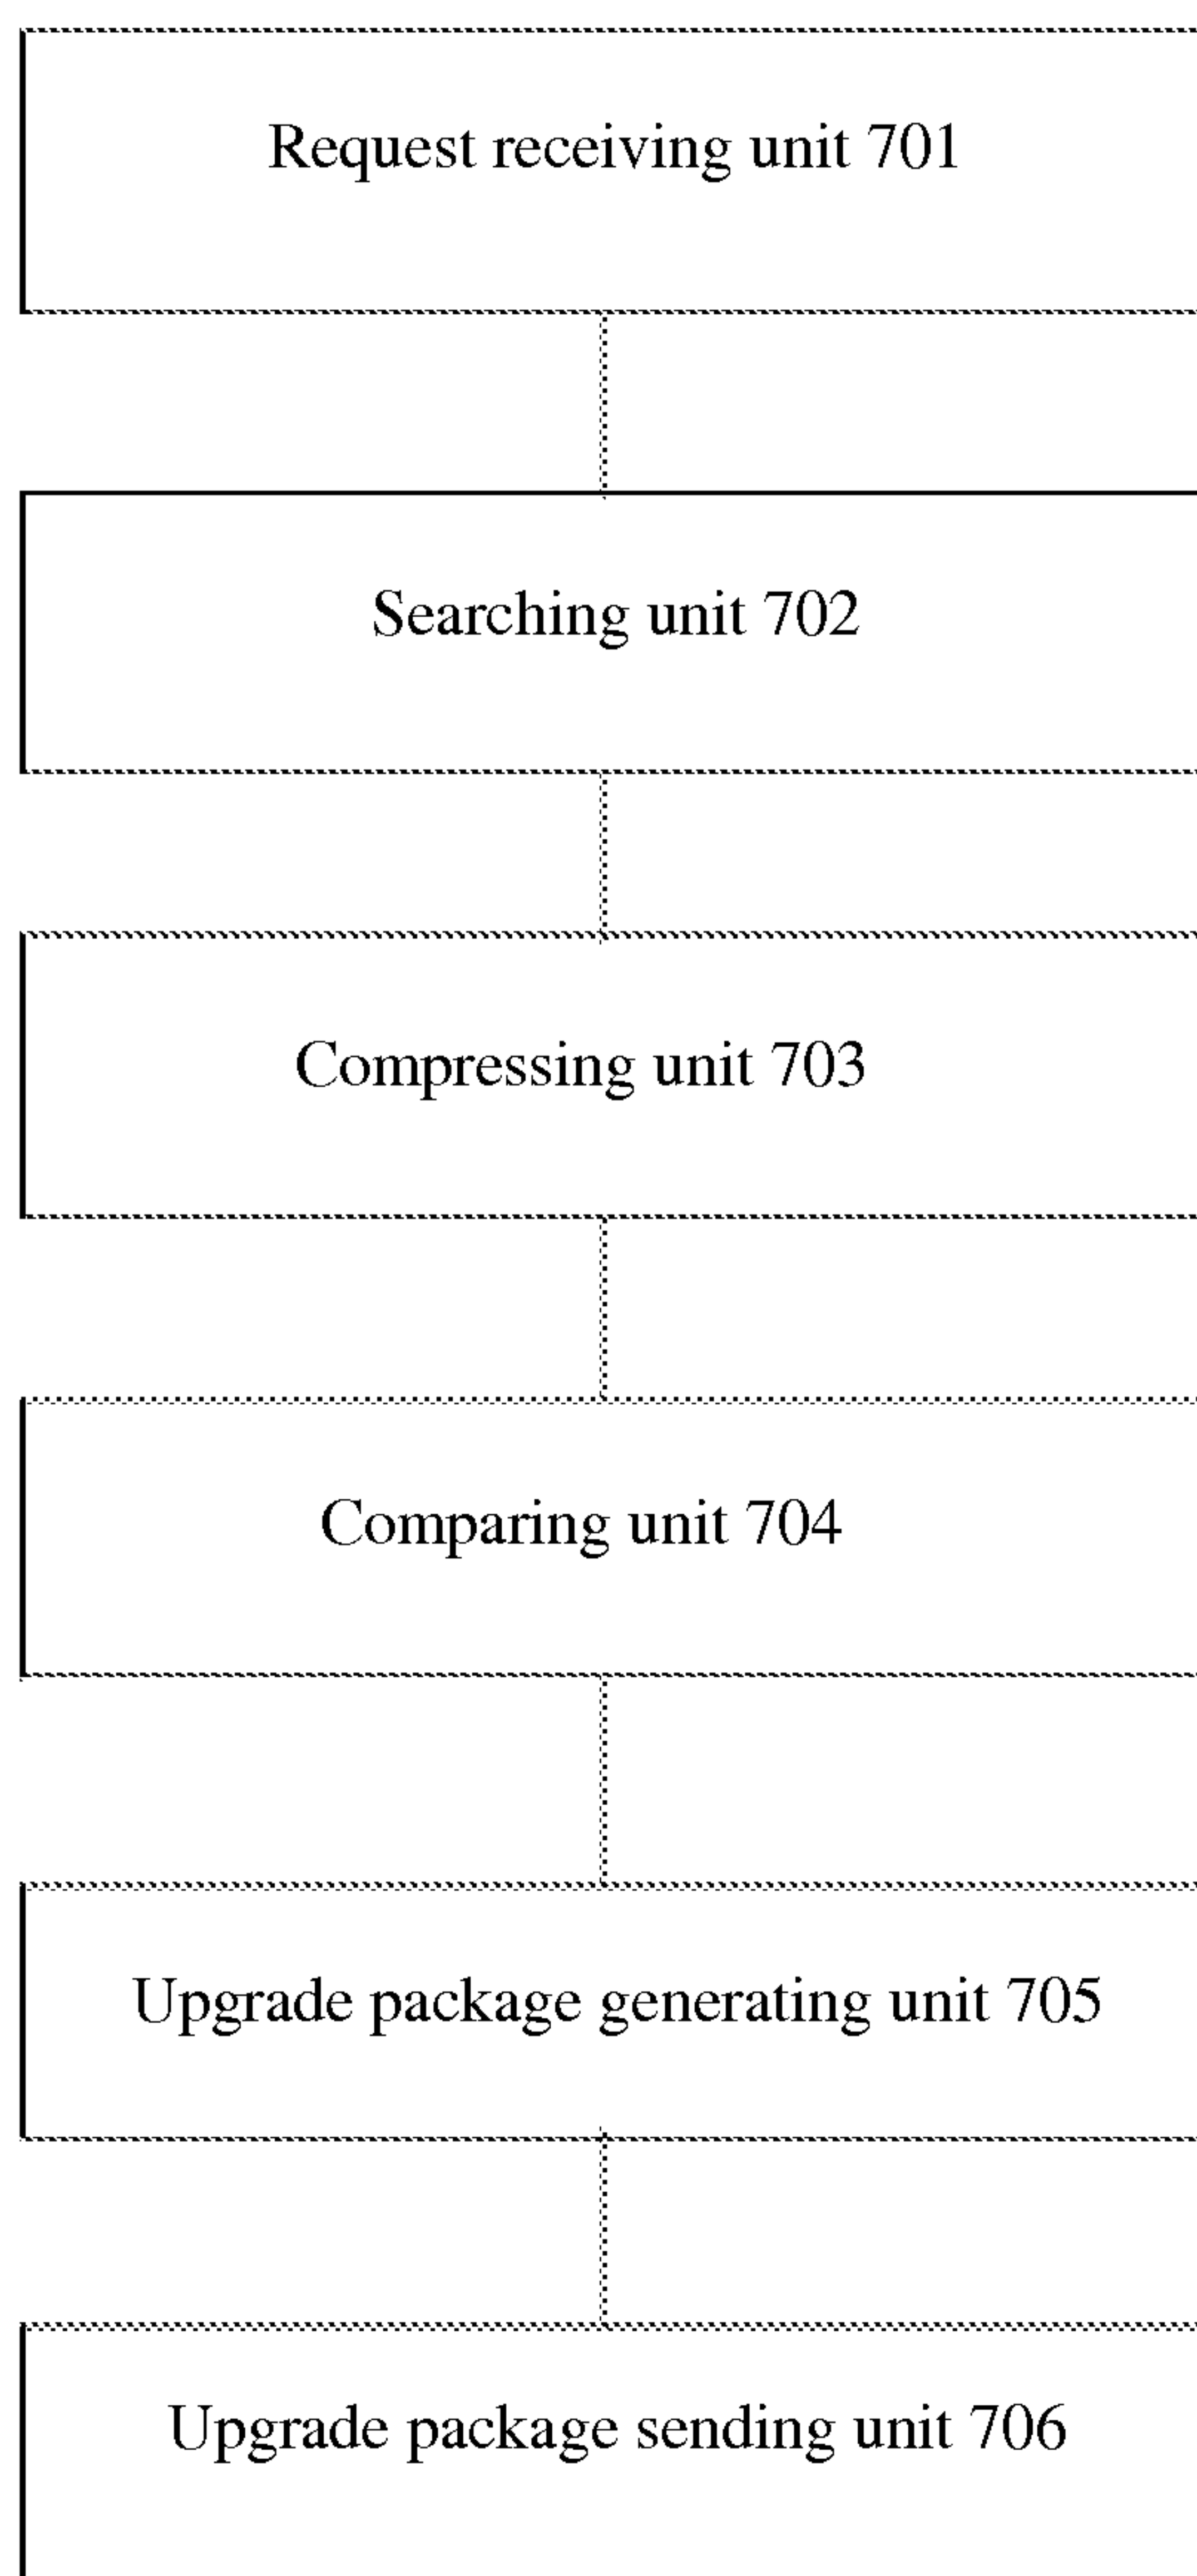 Request receiving unit 701
Searching unit 702
Compressing unit 703
Comparing unit 704
Upgrade package generating unit 705
Upgrade package sending unit 706